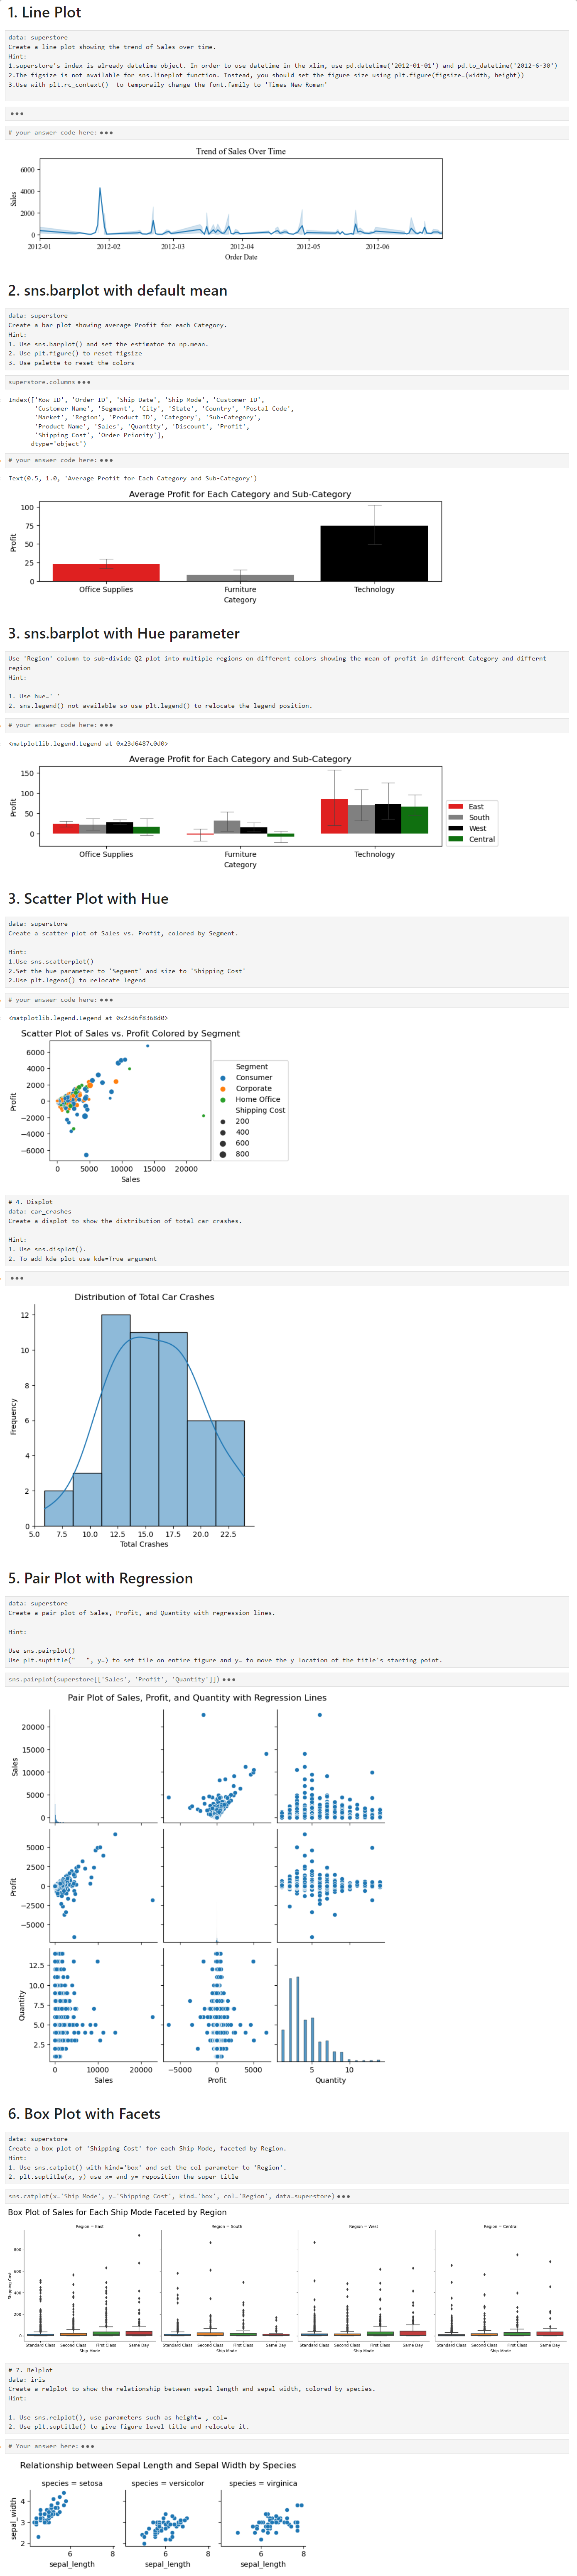 1. Line Plot
data: superstore
Create a line plot showing the trend of Sales over time.
Hint:
1.superstore's index is already datetime object. In order to use datetime in the xlim, use pd.datetime('2012-01-01') and pd.to_datetime('2012-6-30')
2.The figsize is not available for sns.lineplot function. Instead, you should set the figure size using plt.figure(figsize=(width, height))
3.Use with plt.rc_context()  to temporaily change the font.family to 'Times New Roman'
# your answer code here:
Trend of Sales Over Time
6000
4000
2000
0
Sales
2012-01 2012-02 2012-03 2012-04 2012-05 2012-06
Order Date
2. sns.barplot with default mean
data: superstore
Create a bar plot showing average Profit for each Category.
Hint:
1. Use sns.barplot() and set the estimator to np.mean.
2. Use plt.figure() to reset figsize
3. Use palette to reset the colors
superstore.columns
Index(['Row ID', 'Order ID', 'Ship Date', 'Ship Mode', 'Customer ID',
'Customer Name', 'Segment', 'City', 'State', 'Country', 'Postal Code',
'Market', 'Region', 'Product ID', 'Category', 'Sub-Category',
'Product Name', 'Sales', 'Quantity', 'Discount', 'Profit',
'Shipping Cost', 'Order Priority'],
dtype='object')
# your answer code here:
Text(0.5, 1.0, 'Average Profit for Each Category and Sub-Category')
Average Profit for Each Category and Sub-Category
100
75
50
25
0
Profit
Office Supplies Furniture Technology
Category
3. sns.barplot with Hue parameter
Use 'Region' column to sub-divide Q2 plot into multiple regions on different colors showing the mean of profit in different Category and differnt
region
Hint:
1. Use hue=' '
2. sns.legend() not available so use plt.legend() to relocate the legend position.
# your answer code here:
<matplotlib.legend.Legend at 0x23d6487c0d0>
Average Profit for Each Category and Sub-Category
150
100
50
0
Profit
East
South
West
Central
Office Supplies Furniture Technology
Category
3. Scatter Plot with Hue
data: superstore
Create a scatter plot of Sales vs. Profit, colored by Segment.
Hint:
1.Use sns.scatterplot()
2.Set the hue parameter to 'Segment' and size to 'Shipping Cost'
2.Use plt.legend() to relocate legend
# your answer code here:
<matplotlib.legend.Legend at 0x23d6f8368d0>
Scatter Plot of Sales vs. Profit Colored by Segment
6000
4000
2000
0
−2000
−4000
−6000
Profit
Segment
Consumer
Corporate
Home Office
Shipping Cost
200
400
600
800
0 5000 10000 15000 20000
Sales
# 4. Displot
data: car_crashes
Create a displot to show the distribution of total car crashes.
Hint:
1. Use sns.displot().
2. To add kde plot use kde=True argument
Distribution of Total Car Crashes
12
10
8
6
4
2
0
Frequency
5.0 7.5 10.0 12.5 15.0 17.5 20.0 22.5
Total Crashes
5. Pair Plot with Regression
data: superstore
Create a pair plot of Sales, Profit, and Quantity with regression lines.
Hint:
Use sns.pairplot()
Use plt.suptitle("   ", y=) to set tile on entire figure and y= to move the y location of the title's starting point.
sns.pairplot(superstore[['Sales', 'Profit', 'Quantity']])
Pair Plot of Sales, Profit, and Quantity with Regression Lines
20000
15000
10000
5000
0
Sales
5000
2500
0
−2500
−5000
Profit
12.5
10.0
7.5
5.0
2.5
Quantity
0 10000 20000 −5000 0 5000 5 10
Sales Profit Quantity
6. Box Plot with Facets
data: superstore
Create a box plot of 'Shipping Cost' for each Ship Mode, faceted by Region.
Hint:
1. Use sns.catplot() with kind='box' and set the col parameter to 'Region'.
2. plt.suptitle(x, y) use x= and y= reposition the super title
sns.catplot(x='Ship Mode', y='Shipping Cost', kind='box', col='Region', data=superstore)
Box Plot of Sales for Each Ship Mode Faceted by Region
Region = East Region = South Region = West Region = Central
800
600
400
200
0
Shipping Cost
Standard Class Second Class First Class Same Day Standard Class Second Class First Class Same Day Standard Class Second Class First Class Same Day Standard Class Second Class First Class Same Day
Ship Mode Ship Mode Ship Mode Ship Mode
# 7. Relplot
data: iris
Create a relplot to show the relationship between sepal length and sepal width, colored by species.
Hint:
1. Use sns.relplot(), use parameters such as height= , col=
2. Use plt.suptitle() to give figure level title and relocate it.
# Your answer here:
Relationship between Sepal Length and Sepal Width by Species
species = setosa species = versicolor species = virginica
4
3
2
sepal_width
6 8 6 8 6 8
sepal_length sepal_length sepal_length